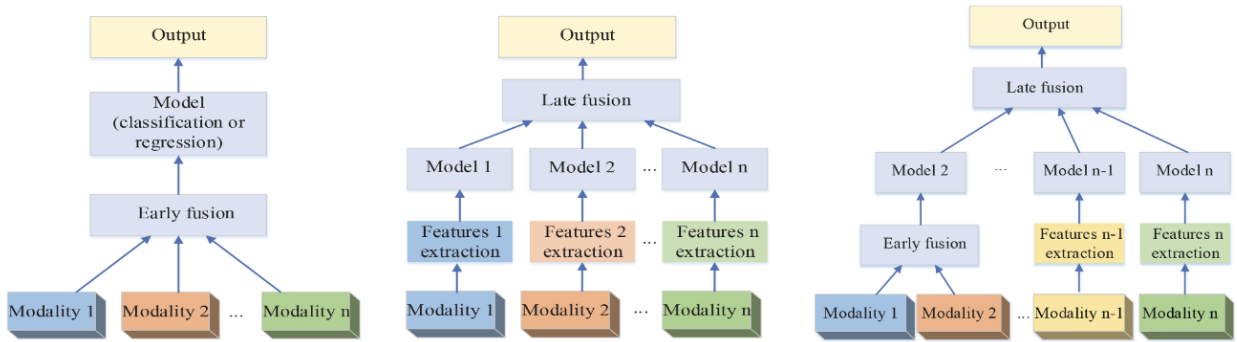 Output
Model
(classification or
regression)
Early fusion
Modality 1
Modality 2
...
Modality n
Output
Late fusion
Model 1
Model 2
...
Model n
Features 1
extraction
Features 2
extraction
...
Features n
extraction
Modality 1
Modality 2
...
Modality n
Output
Late fusion
Model 2
...
Model n-1
Model n
Early fusion
Features n-1
extraction
Features n
extraction
Modality 1
Modality 2
...
Modality n-1
Modality n